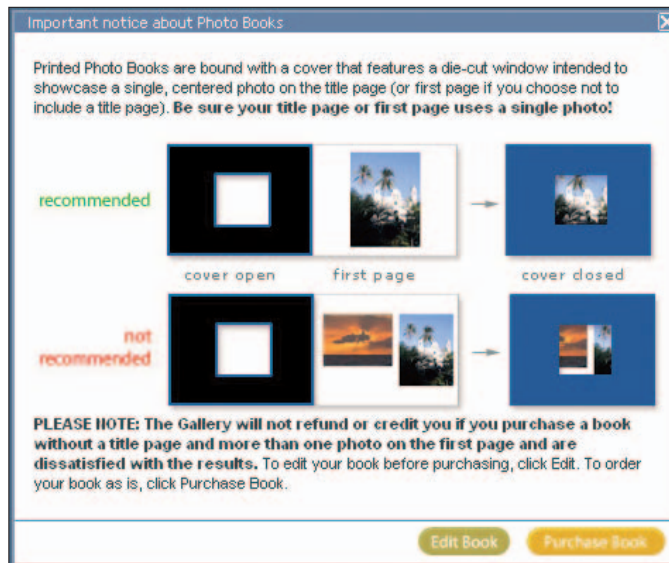 Important notice about Photo Books
Printed Photo Books are bound with a cover that features a die-cut window intended to
showcase a single, centered photo on the title page (or first page if you choose not to
include a title page). Be sure your title page or first page uses a single photo!
recommended
cover open
first page
cover closed
not
recommended
PLEASE NOTE: The Gallery will not refund or credit you if you purchase a book
without a title page and more than one photo on the first page and are
dissatisfied with the results. To edit your book before purchasing, click Edit. To order
your book as is, click Purchase Book.
Edit Book
Purchase Book